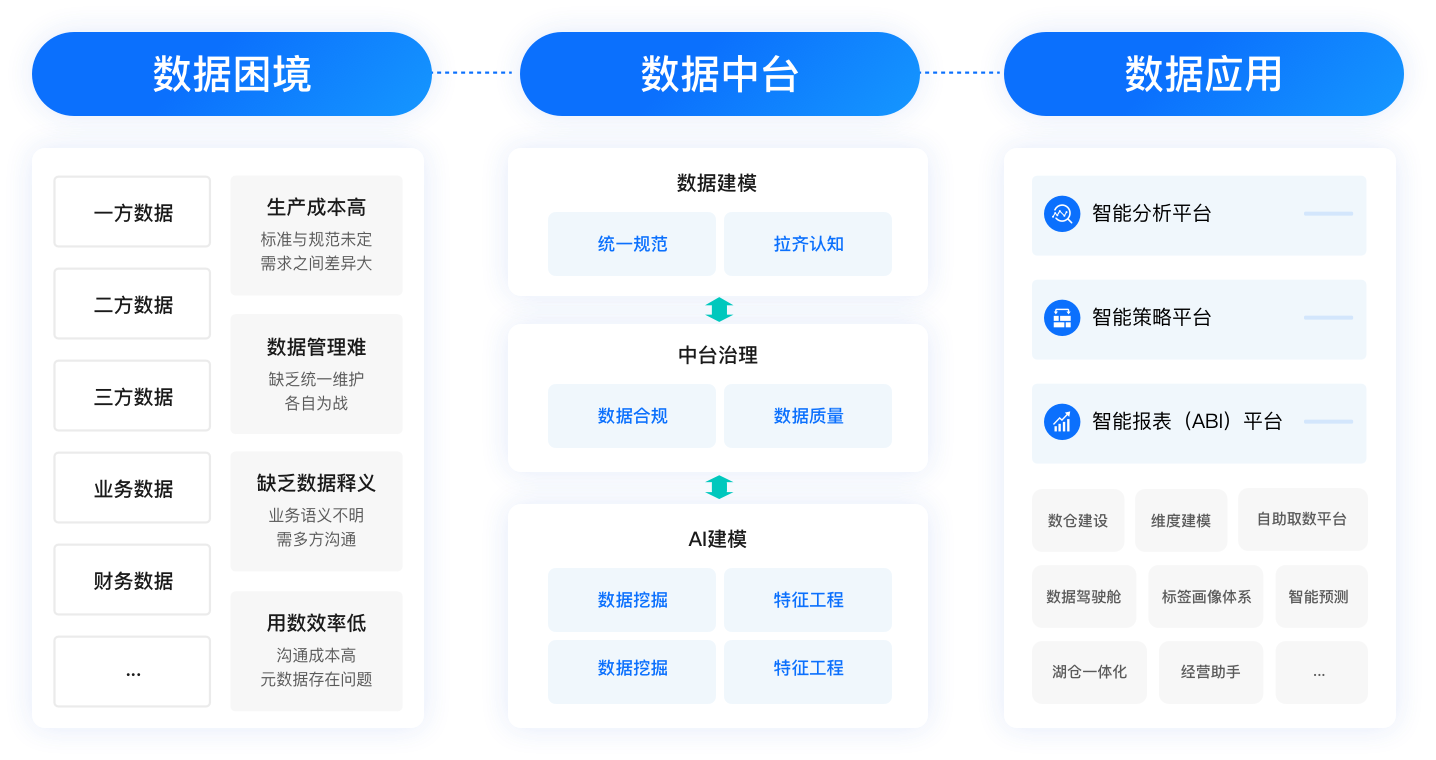 数据困境
数据中台
数据应用
一方数据
二方数据
三方数据
业务数据
财务数据
...
生产成本高
标准与规范未定
需求之间差异大
数据管理难
缺乏统一维护
各自为战
缺乏数据释义
业务语义不明
需多方沟通
用数效率低
沟通成本高
元数据存在问题
数据建模
统一规范
拉齐认知
中台治理
数据合规
数据质量
AI建模
数据挖掘
特征工程
数据挖掘
特征工程
智能分析平台
智能策略平台
智能报表（ABI）平台
数仓建设
维度建模
自助取数平台
数据驾驶舱
标签画像体系
智能预测
湖仓一体化
经营助手
...